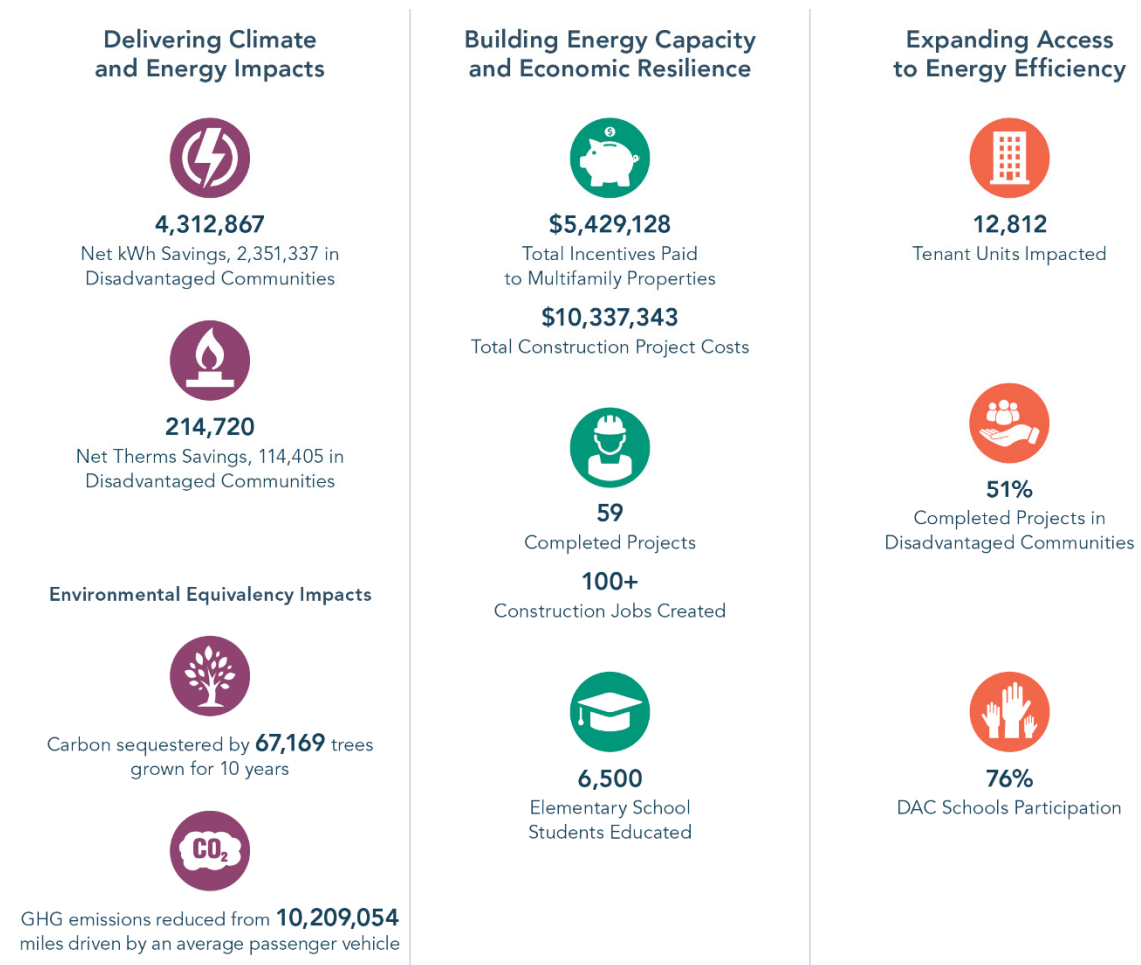 Delivering Climate
and Energy Impacts
4,312,867
Net kWh Savings, 2,351,337 in
Disadvantaged Communities
214,720
Net Therms Savings, 114,405 in
Disadvantaged Communities
Environmental Equivalency Impacts
Carbon sequestered by 67,169 trees
grown for 10 years
CO₂
GHG emissions reduced from 10,209,054
miles driven by an average passenger vehicle
Building Energy Capacity
and Economic Resilience
$
$5,429,128
Total Incentives Paid
to Multifamily Properties
$10,337,343
Total Construction Project Costs
59
Completed Projects
100+
Construction Jobs Created
6,500
Elementary School
Students Educated
Expanding Access
to Energy Efficiency
12,812
Tenant Units Impacted
51%
Completed Projects in
Disadvantaged Communities
76%
DAC Schools Participation